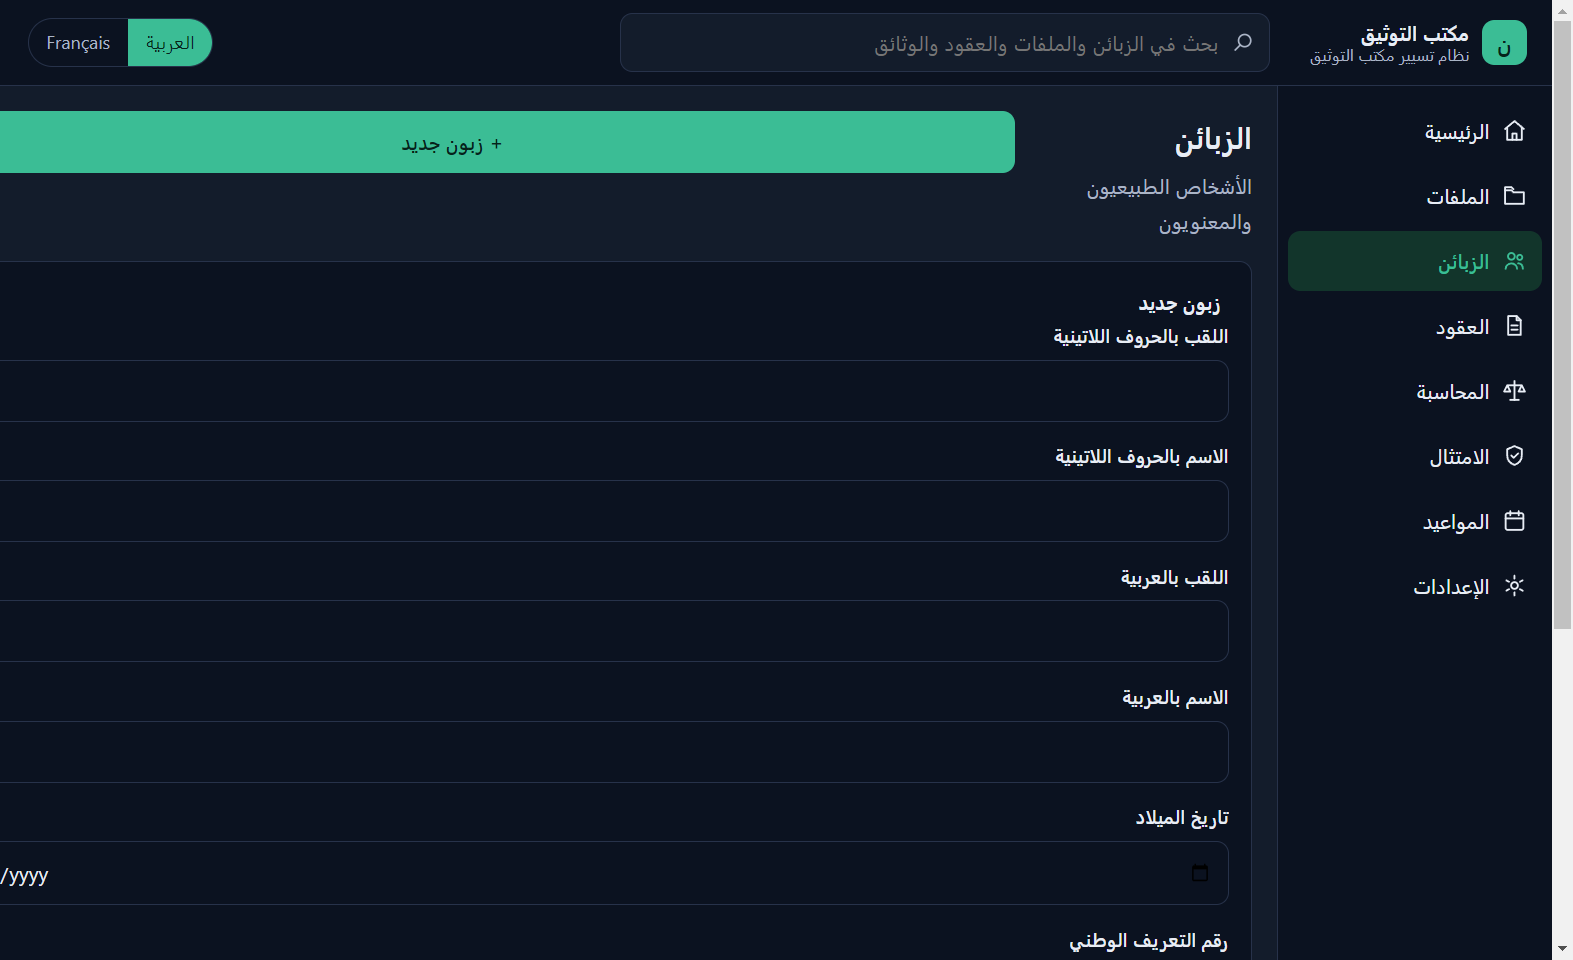 مكتب التوثيق
نظام تسيير مكتب التوثيق
ن
بحث في الزبائن والملفات والعقود والوثائق
العربية
Français
الرئيسية
الملفات
الزبائن
العقود
المحاسبة
الامتثال
المواعيد
الإعدادات
الزبائن
الأشخاص الطبيعيون
والمعنويون
+ زبون جديد
زبون جديد
اللقب بالحروف اللاتينية
الاسم بالحروف اللاتينية
اللقب بالعربية
الاسم بالعربية
تاريخ الميلاد
/yyyy
رقم التعريف الوطني